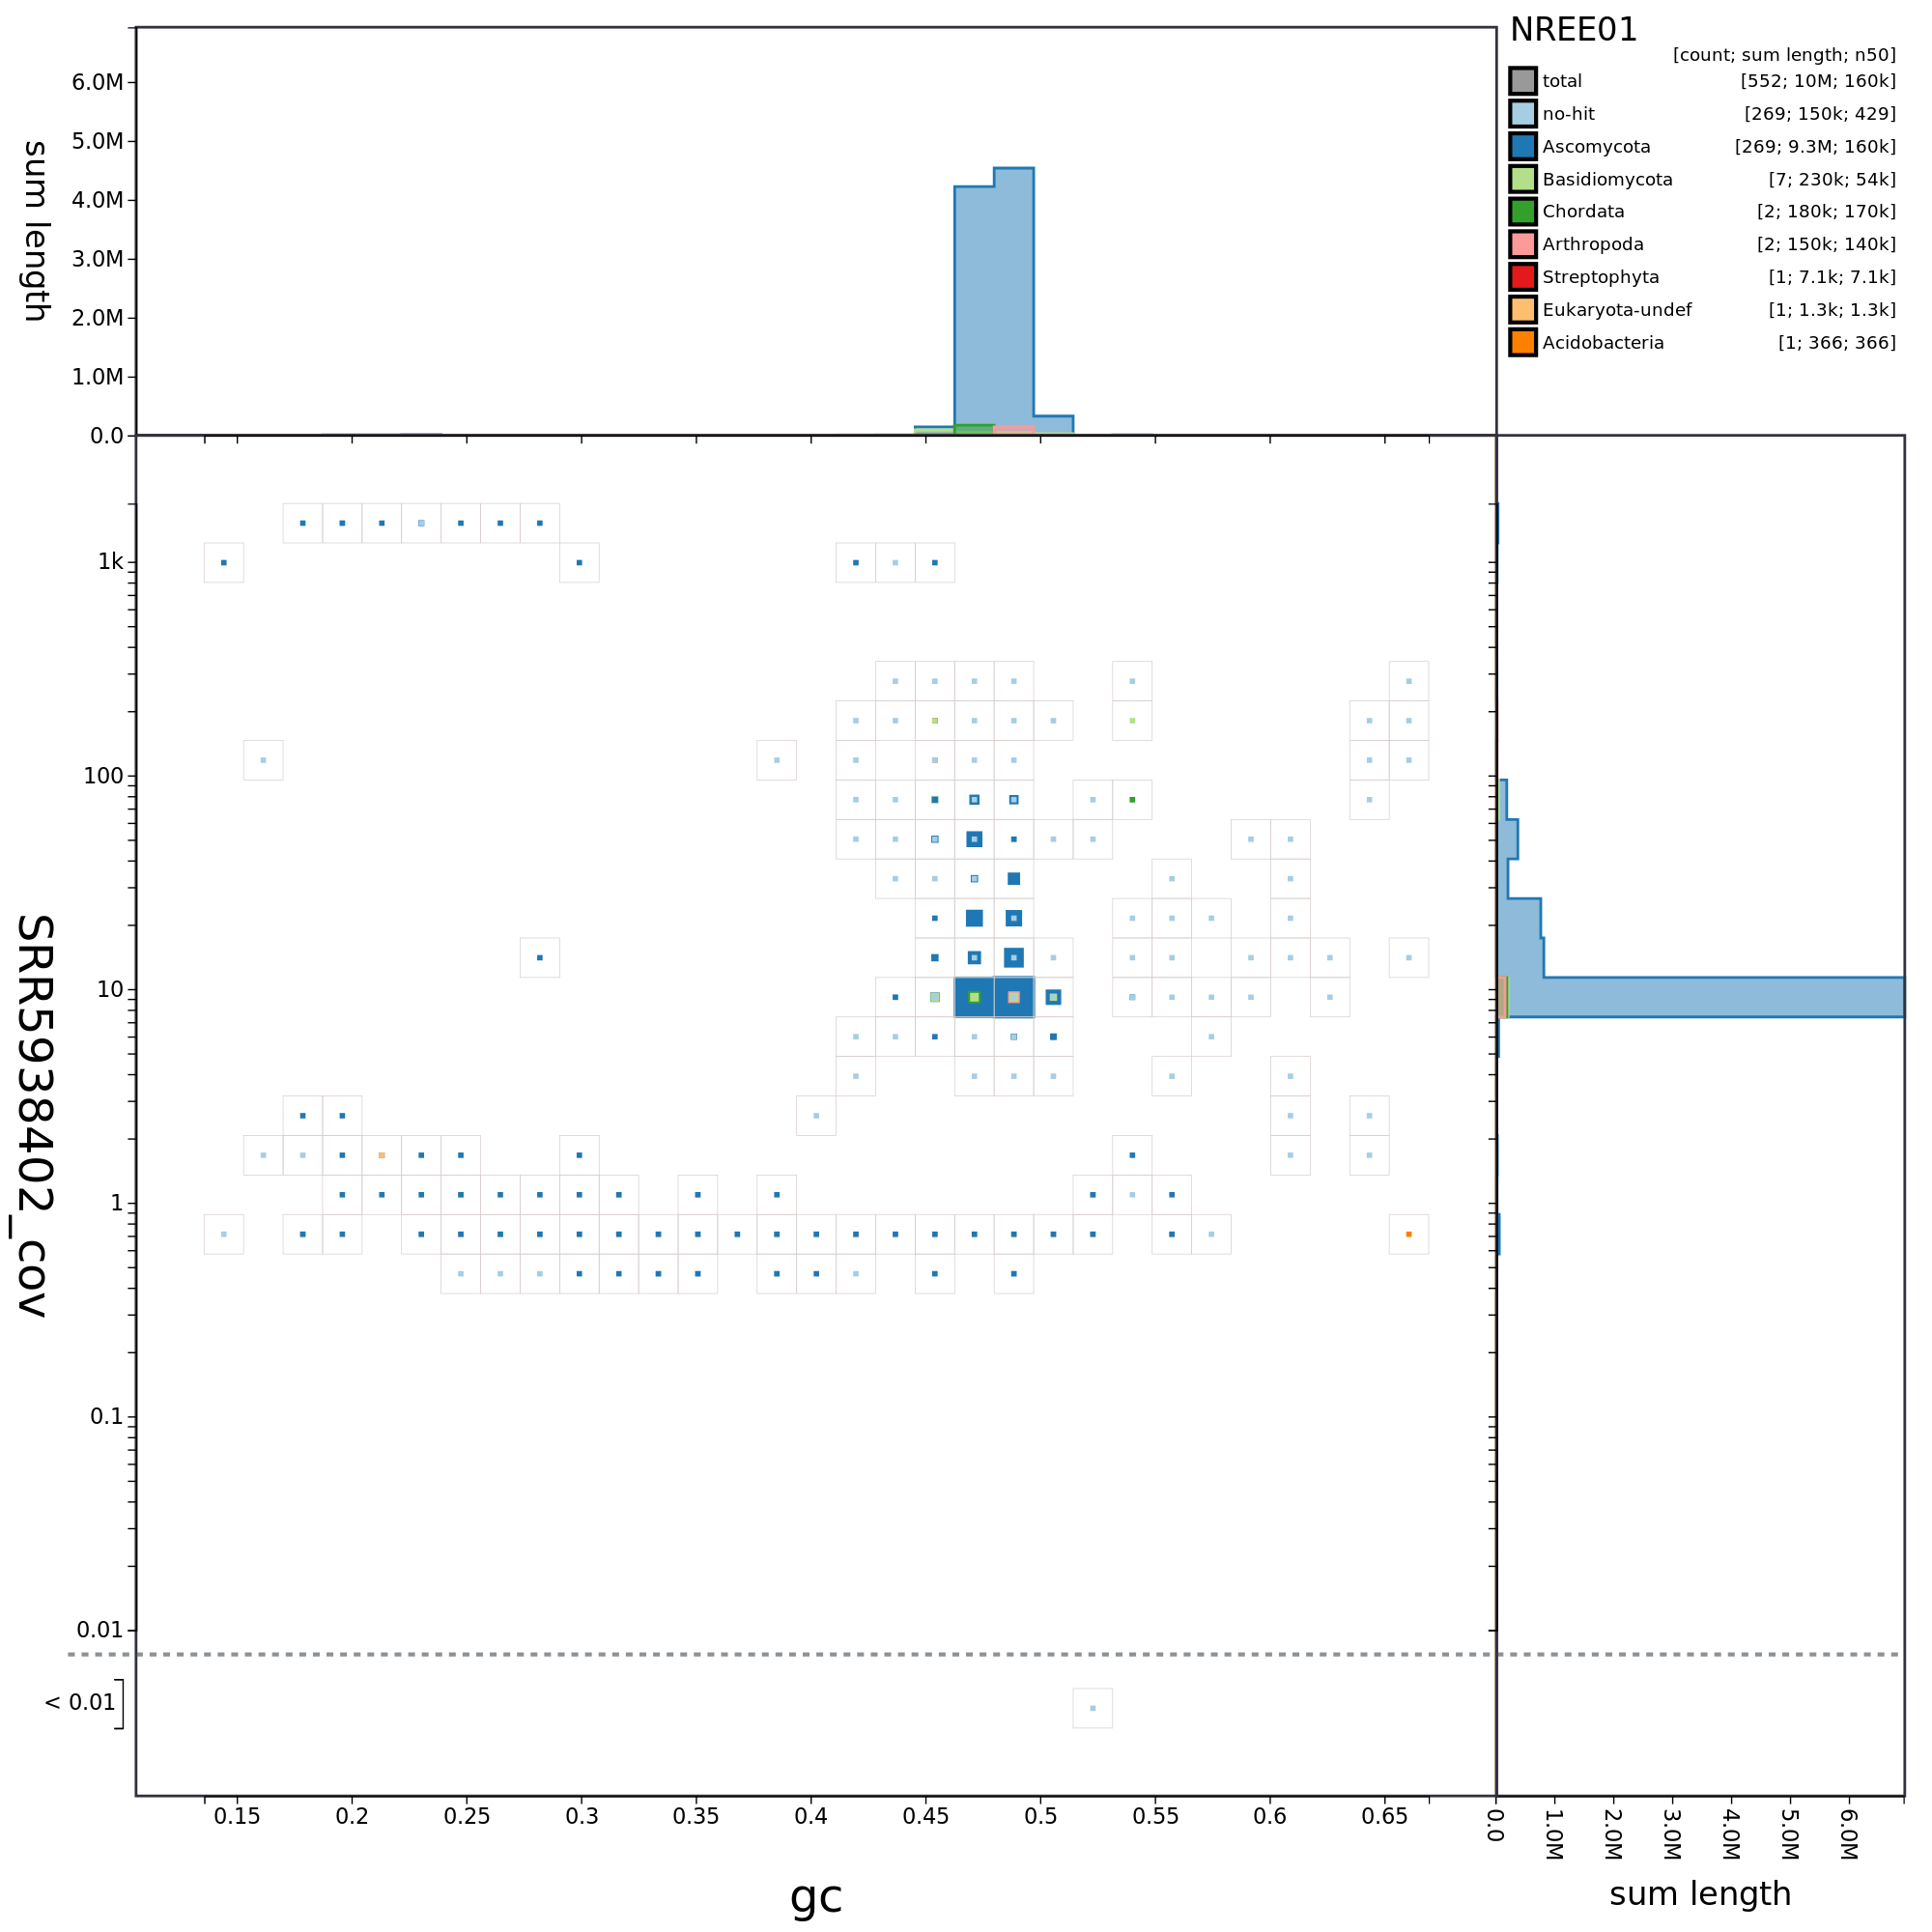 NREE01
[count; sum length; n50]
total [552; 10M; 160k]
no-hit [269; 150k; 429]
Ascomycota [269; 9.3M; 160k]
Basidiomycota [7; 230k; 54k]
Chordata [2; 180k; 170k]
Arthropoda [2; 150k; 140k]
Streptophyta [1; 7.1k; 7.1k]
Eukaryota-undef [1; 1.3k; 1.3k]
Acidobacteria [1; 366; 366]
sum length
6.0M
5.0M
4.0M
3.0M
2.0M
1.0M
0.0
SRR5938402_cov
1k
100
10
1
0.1
0.01
< 0.01
0.15 0.2 0.25 0.3 0.35 0.4 0.45 0.5 0.55 0.6 0.65
gc
0.0 1.0M 2.0M 3.0M 4.0M 5.0M 6.0M
sum length